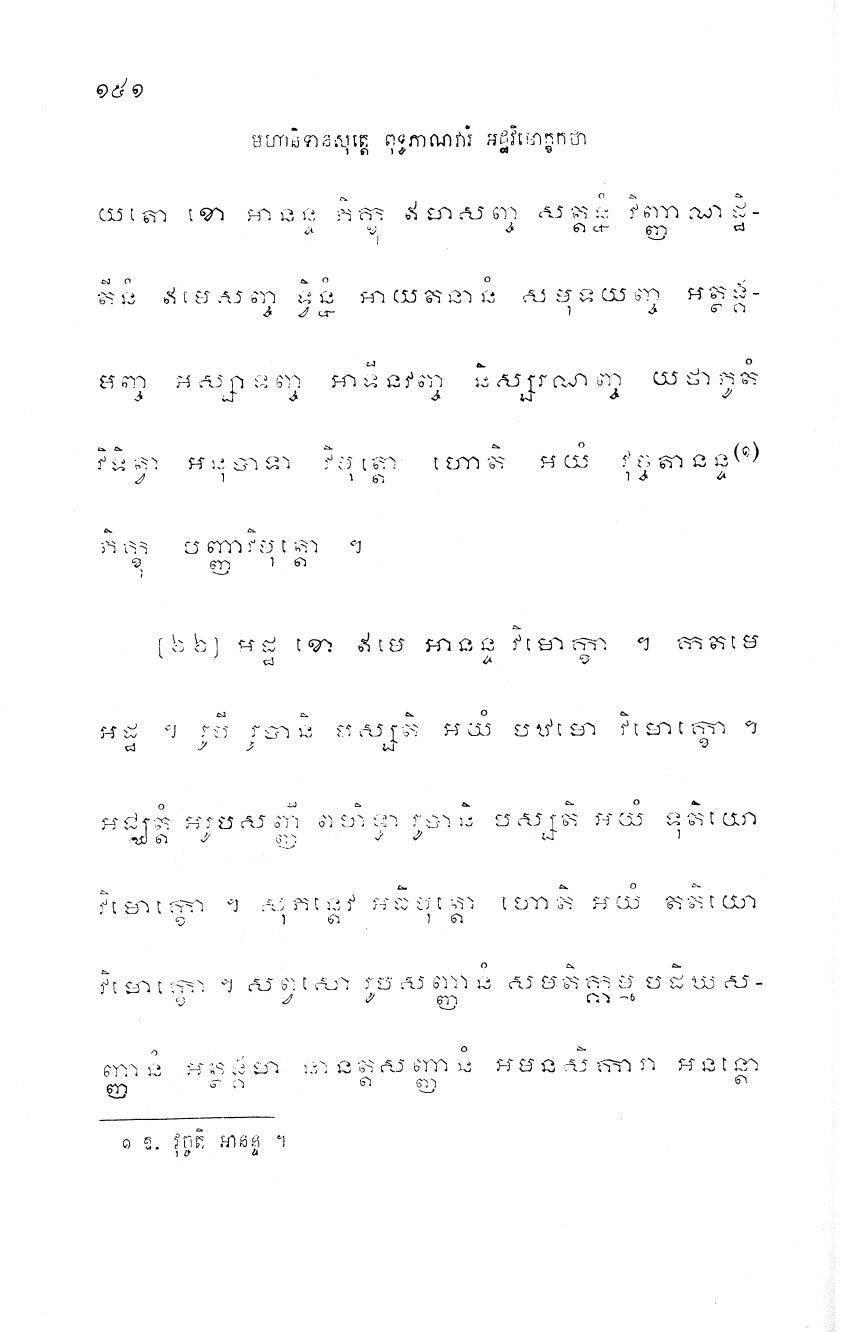 ១៩១
មហានិទានសុត្តេ ពុទ្ធភាណវារំ អដ្ឋវិមោក្ខកថា
យតោ ខោ អានន្ទ ភិក្ខុ ឥមាសញ្ច សត្តន្នំ វិញ្ញាណដ្ឋិ-
តីនំ ឥមេសញ្ច ទ្វិន្នំ អាយតនានំ សមុទយញ្ច អត្ថង្គ-
មញ្ច អស្សាទញ្ច អាទីនវញ្ច និស្សរណញ្ច យថាភូតំ
វិទិត្វា អនុបាទា វិមុត្តោ ហោតិ អយំ វុច្ចតានន្ទ(១)
ភិក្ខុ បញ្ញាវិមុត្តោ ។
[៦៦] អដ្ឋ ខោ ឥមេ អានន្ទ វិមោក្ខា ។ កតមេ
អដ្ឋ ។ រូបី រូបានិ បស្សតិ អយំ បឋមោ វិមោក្ខោ ។
អជ្ឈត្តំ អរូបសញ្ញី ពហិទ្ធា រូបានិ បស្សតិ អយំ ទុតិយោ
វិមោក្ខោ ។ សុភន្តេវ អធិមុត្តោ ហោតិ អយំ តតិយោ
វិមោក្ខោ ។ សព្វសោ រូបសញ្ញានំ សមតិក្កម្ម បដិឃស-
ញ្ញានំ អត្ថង្គមា នានត្តសញ្ញានំ អមនសិការា អនន្តោ
១ ឱ. វុច្ចតិ អានន្ទ ។